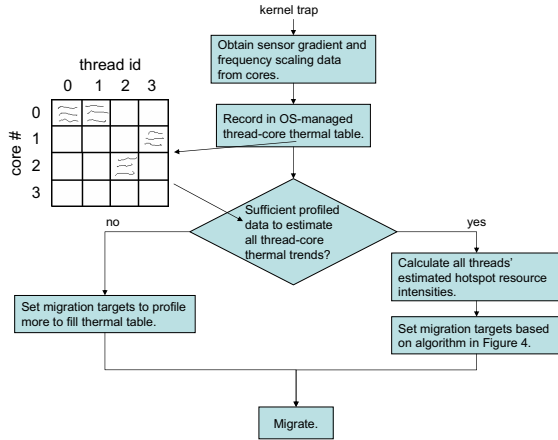 kernel trap
Obtain sensor gradient and
frequency scaling data
from cores.
thread id
0 1 2 3
core #
0
1
2
3
Record in OS-managed
thread-core thermal table.
Sufficient profiled
data to estimate
all thread-core
thermal trends?
no
yes
Set migration targets to profile
more to fill thermal table.
Calculate all threads'
estimated hotspot resource
intensities.
Set migration targets based
on algorithm in Figure 4.
Migrate.